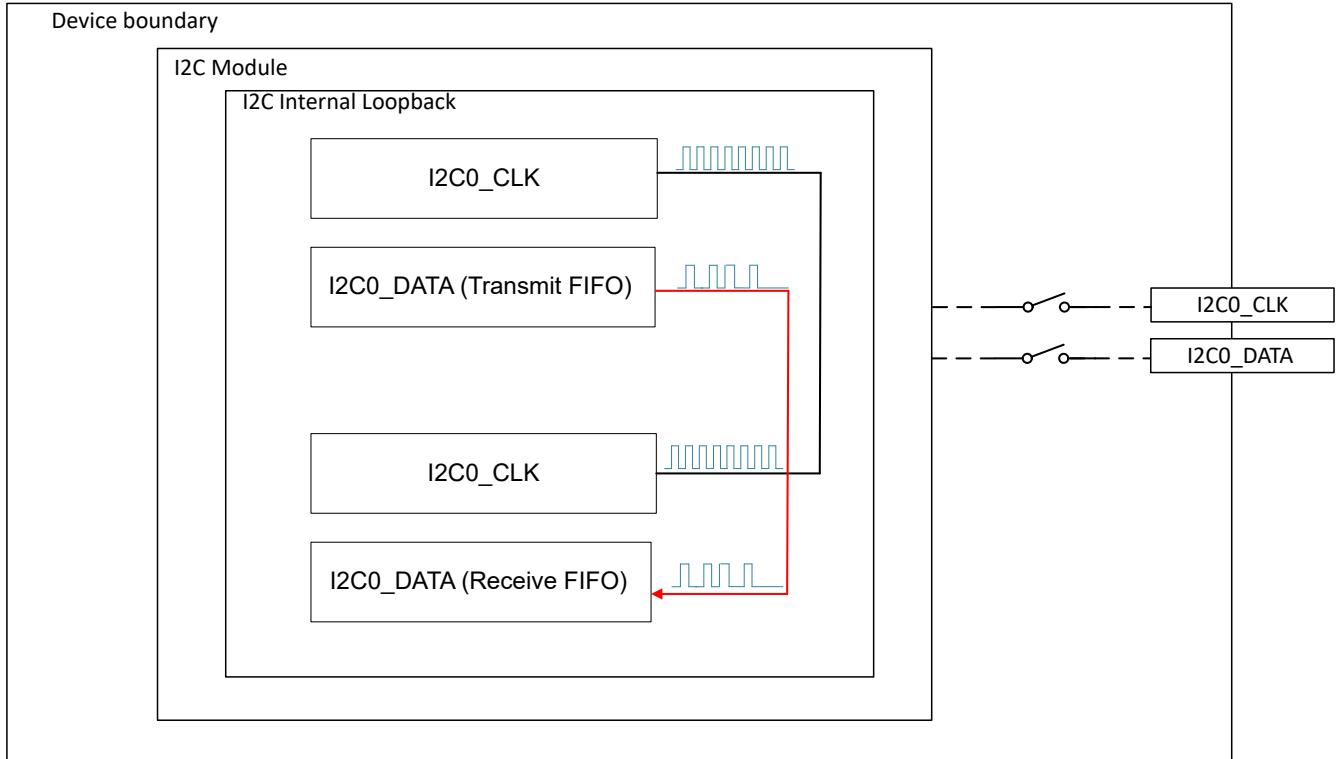 Device boundary
I2C Module
I2C Internal Loopback
I2C0_CLK
I2C0_DATA (Transmit FIFO)
I2C0_CLK
I2C0_DATA
I2C0_CLK
I2C0_DATA (Receive FIFO)